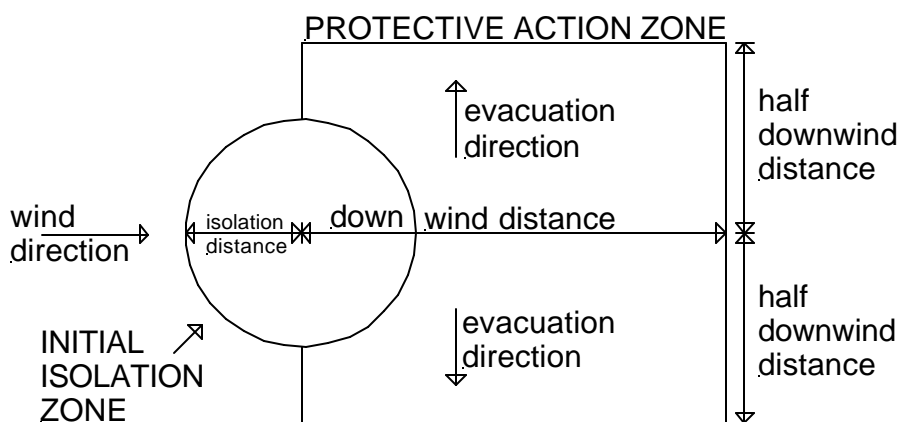 PROTECTIVE ACTION ZONE
evacuation
direction
half
downwind
distance
wind
direction
isolation
distance
down wind distance
evacuation
direction
half
downwind
distance
INITIAL
ISOLATION
ZONE